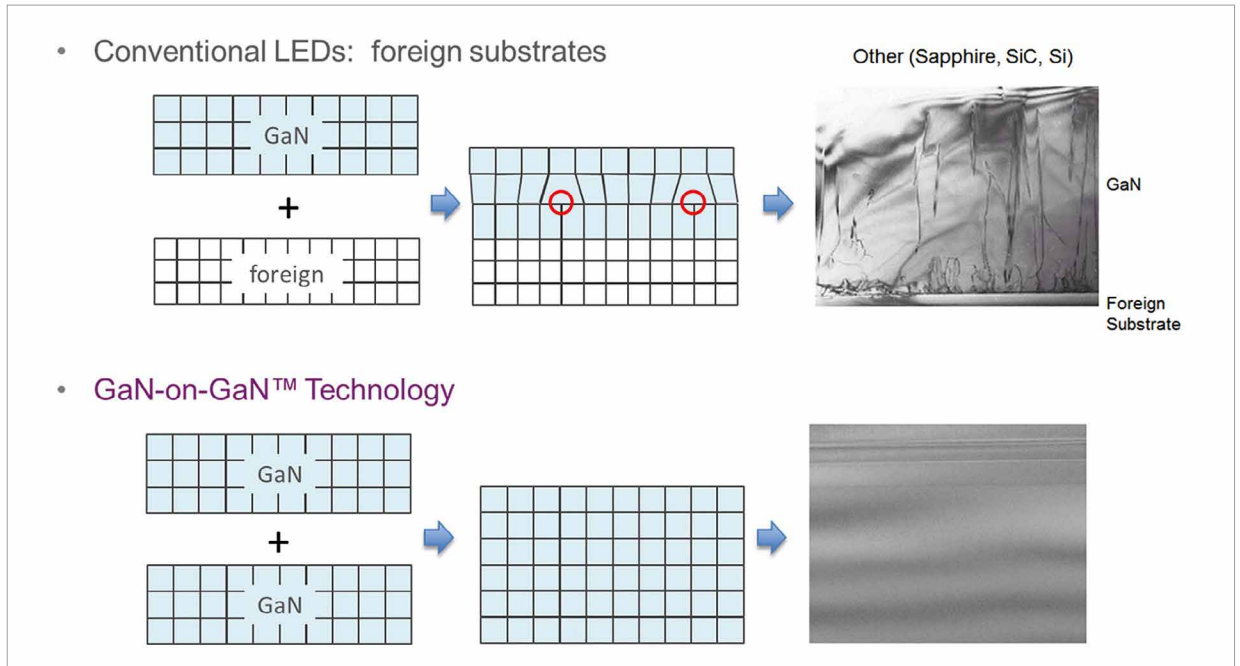 • Conventional LEDs: foreign substrates
Other (Sapphire, SiC, Si)
GaN
+
foreign
GaN
Foreign
Substrate
• GaN-on-GaN™ Technology
GaN
+
GaN